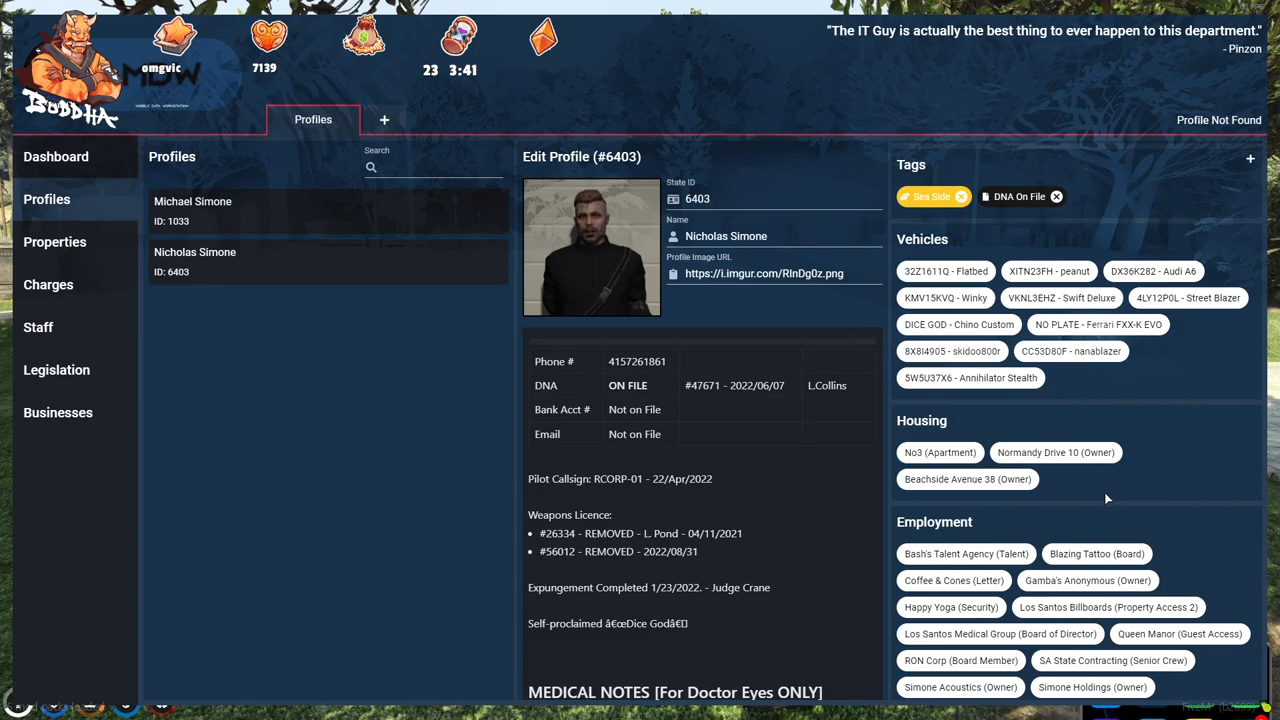 "The IT Guy is actually the best thing to ever happen to this department."
- Pinzon
omgvic
7139
23 3:41
MDW
MOBILE DATA WORKSTATION
BUDDHA
Profiles
+
Profile Not Found
Dashboard
Profiles
Properties
Charges
Staff
Legislation
Businesses
Profiles
Search
Michael Simone
ID: 1033
Nicholas Simone
ID: 6403
Edit Profile (#6403)
State ID
6403
Name
Nicholas Simone
Profile Image URL
https://i.imgur.com/RlnDg0z.png
Phone # 4157261861
DNA ON FILE #47671 - 2022/06/07 L.Collins
Bank Acct # Not on File
Email Not on File
Pilot Callsign: RCORP-01 - 22/Apr/2022
Weapons Licence:
• #26334 - REMOVED - L. Pond - 04/11/2021
• #56012 - REMOVED - 2022/08/31
Expungement Completed 1/23/2022. - Judge Crane
Self-proclaimed â€œDice Godâ€
MEDICAL NOTES [For Doctor Eyes ONLY]
Tags
+
Sea Side DNA On File
Vehicles
32Z1611Q - Flatbed XITN23FH - peanut DX36K282 - Audi A6
KMV15KVQ - Winky VKNL3EHZ - Swift Deluxe 4LY12P0L - Street Blazer
DICE GOD - Chino Custom NO PLATE - Ferrari FXX-K EVO
8X8I4905 - skidoo800r CC53D80F - nanablazer
5W5U37X6 - Annihilator Stealth
Housing
No3 (Apartment) Normandy Drive 10 (Owner)
Beachside Avenue 38 (Owner)
Employment
Bash's Talent Agency (Talent) Blazing Tattoo (Board)
Coffee & Cones (Letter) Gamba's Anonymous (Owner)
Happy Yoga (Security) Los Santos Billboards (Property Access 2)
Los Santos Medical Group (Board of Director) Queen Manor (Guest Access)
RON Corp (Board Member) SA State Contracting (Senior Crew)
Simone Acoustics (Owner) Simone Holdings (Owner)